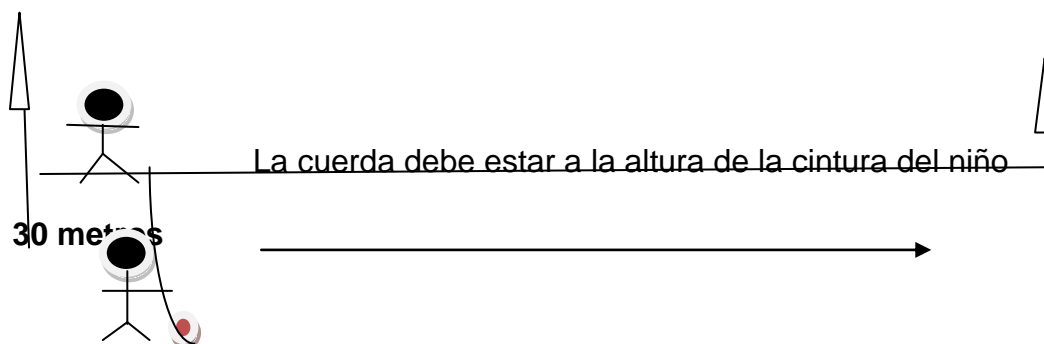 La cuerda debe estar a la altura de la cintura del niño
30 metros